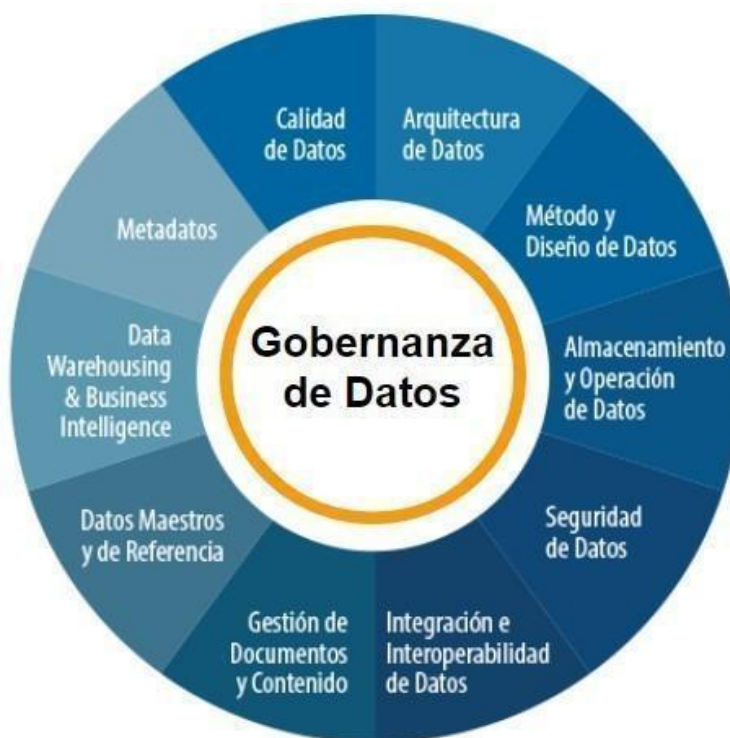 Calidad
de Datos
Arquitectura
de Datos
Método y
Diseño de Datos
Almacenamiento
y Operación
de Datos
Seguridad
de Datos
Integración e
Interoperabilidad
de Datos
Gestión de
Documentos
y Contenido
Datos Maestros
y de Referencia
Data
Warehousing
& Business
Intelligence
Metadatos
Gobernanza
de Datos